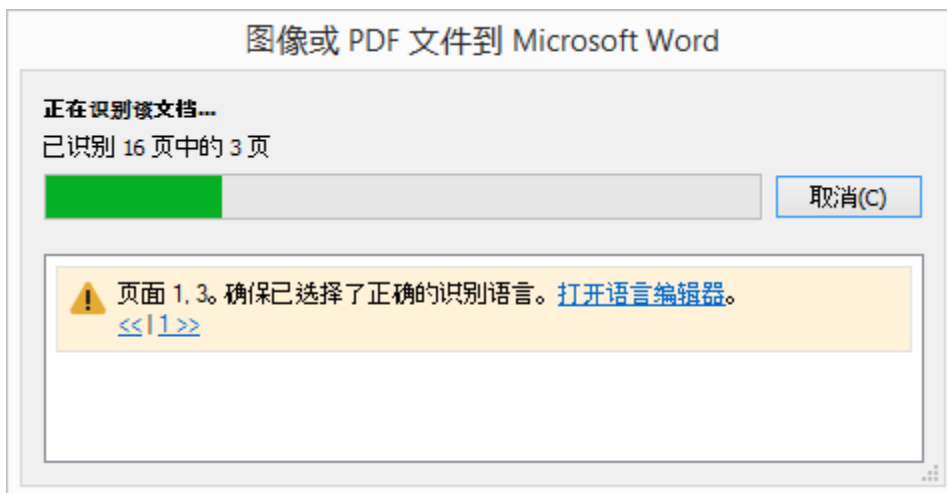 图像或 PDF 文件到 Microsoft Word
正在识别该文档...
已识别 16 页中的 3 页
取消(C)
页面 1, 3。确保已选择了正确的识别语言。打开语言编辑器。
<< | 1 >>